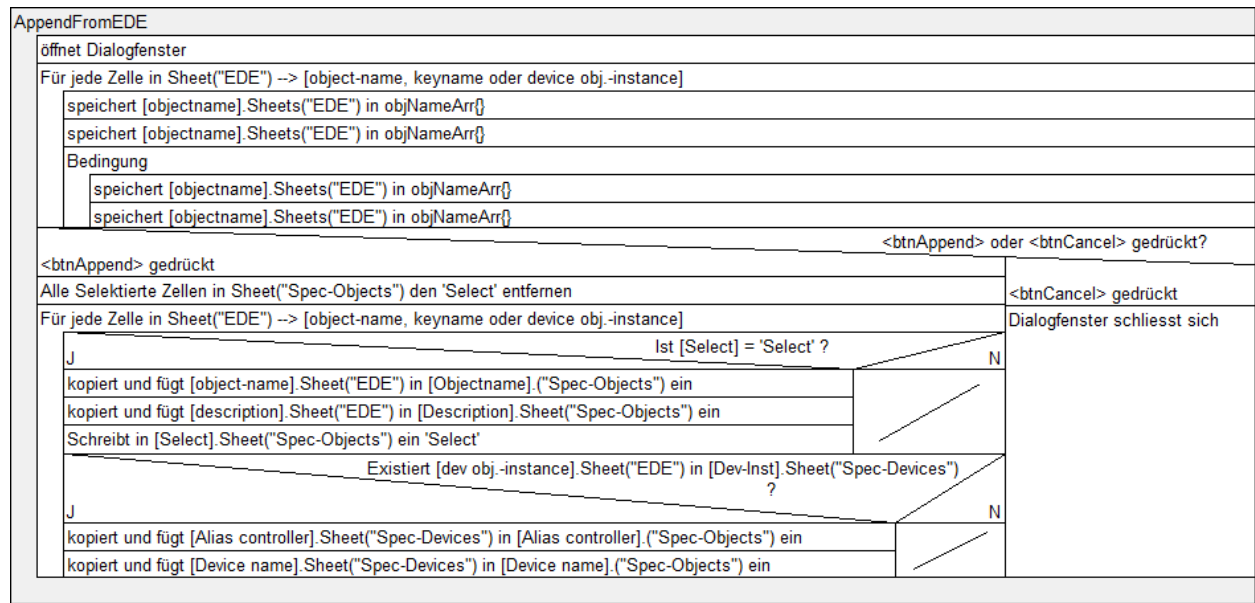 AppendFromEDE
öffnet Dialogfenster
Für jede Zelle in Sheet("EDE") --> [object-name, keyname oder device obj.-instance]
speichert [objectname].Sheets("EDE") in objNameArr{}
speichert [objectname].Sheets("EDE") in objNameArr{}
Bedingung
speichert [objectname].Sheets("EDE") in objNameArr{}
speichert [objectname].Sheets("EDE") in objNameArr{}
<btnAppend> oder <btnCancel> gedrückt?
<btnAppend> gedrückt
Alle Selektierte Zellen in Sheet("Spec-Objects") den 'Select' entfernen
<btnCancel> gedrückt
Für jede Zelle in Sheet("EDE") --> [object-name, keyname oder device obj.-instance]
Dialogfenster schliesst sich
Ist [Select] = 'Select' ?
J
N
kopiert und fügt [object-name].Sheet("EDE") in [Objectname].("Spec-Objects") ein
kopiert und fügt [description].Sheet("EDE") in [Description].Sheet("Spec-Objects") ein
Schreibt in [Select].Sheet("Spec-Objects") ein 'Select'
Existiert [dev obj.-instance].Sheet("EDE") in [Dev-Inst].Sheet("Spec-Devices")
?
J
N
kopiert und fügt [Alias controller].Sheet("Spec-Devices") in [Alias controller].("Spec-Objects") ein
kopiert und fügt [Device name].Sheet("Spec-Devices") in [Device name].("Spec-Objects") ein